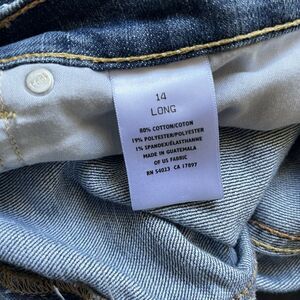 14
LONG
80% COTTON/COTON
19% POLYESTER/POLYESTER
1% SPANDEX/ÉLASTHANNE
MADE IN GUATEMALA
OF US FABRIC
RN 54023 CA 17897